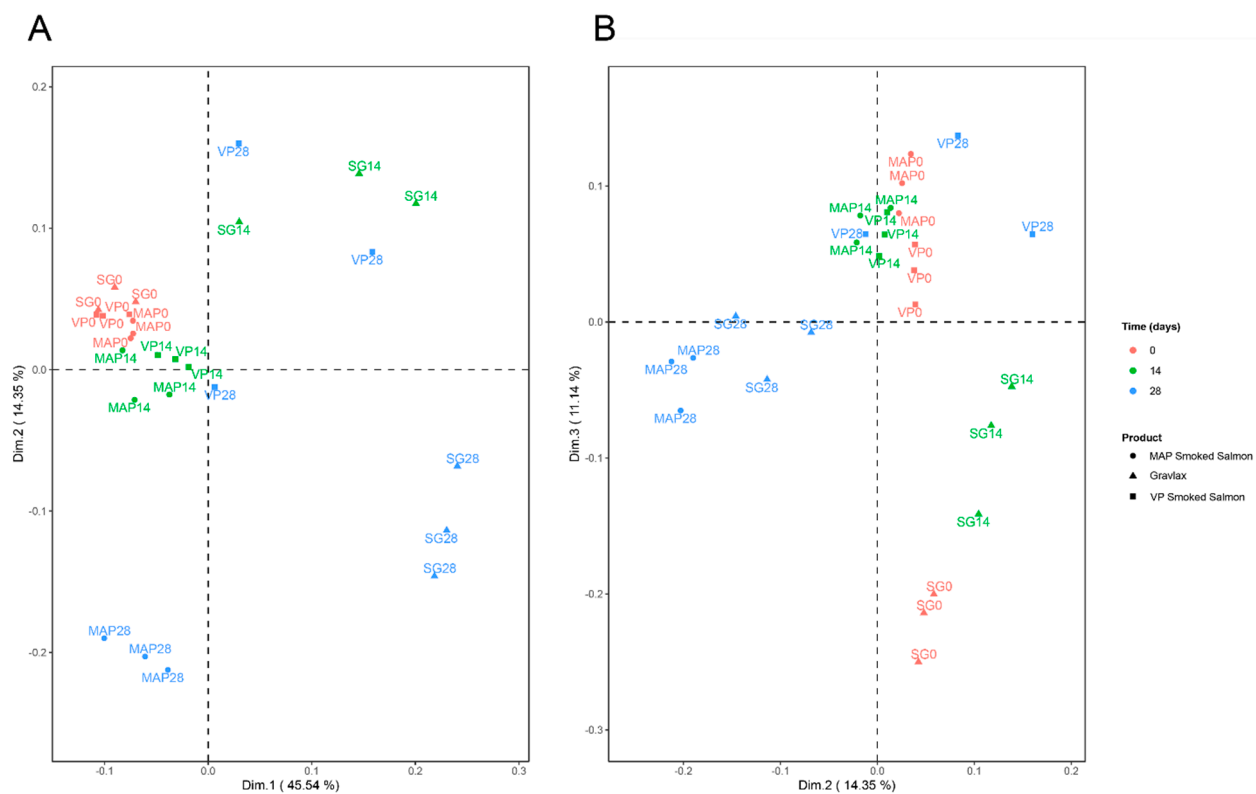 A
B
0.2
0.1
0.0
-0.1
-0.2
Dim.2 ( 14.35 %)
-0.1
0.0
0.1
0.2
0.3
Dim.1 ( 45.54 %)
VP28
SG14
SG14
SG14
VP28
SG0
SG0
SG0
VP0
MAP0
VP0
VP0
MAP0
MAP0
MAP14
VP14
VP14
VP14
MAP14
MAP14
VP28
SG28
SG28
SG28
MAP28
MAP28
MAP28
0.1
0.0
-0.1
-0.2
-0.3
Dim.3 ( 11.14 %)
-0.2
-0.1
0.0
0.1
0.2
Dim.2 ( 14.35 %)
VP28
MAP0
MAP0
MAP14
MAP14
VP14
MAP0
VP28
VP14
VP28
MAP14
VP14
VP0
VP0
VP0
SG28
SG28
MAP28
MAP28
SG28
MAP28
SG14
SG14
SG14
SG0
SG0
SG0
Time (days)
0
14
28
Product
MAP Smoked Salmon
Gravlax
VP Smoked Salmon